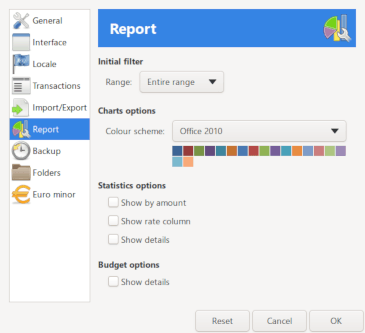 General
Interface
Locale
Transactions
Import/Export
Report
Backup
Folders
Euro minor
Report
Initial filter
Range: Entire range
Charts options
Colour scheme: Office 2010
Statistics options
Show by amount
Show rate column
Show details
Budget options
Show details
Reset Cancel OK